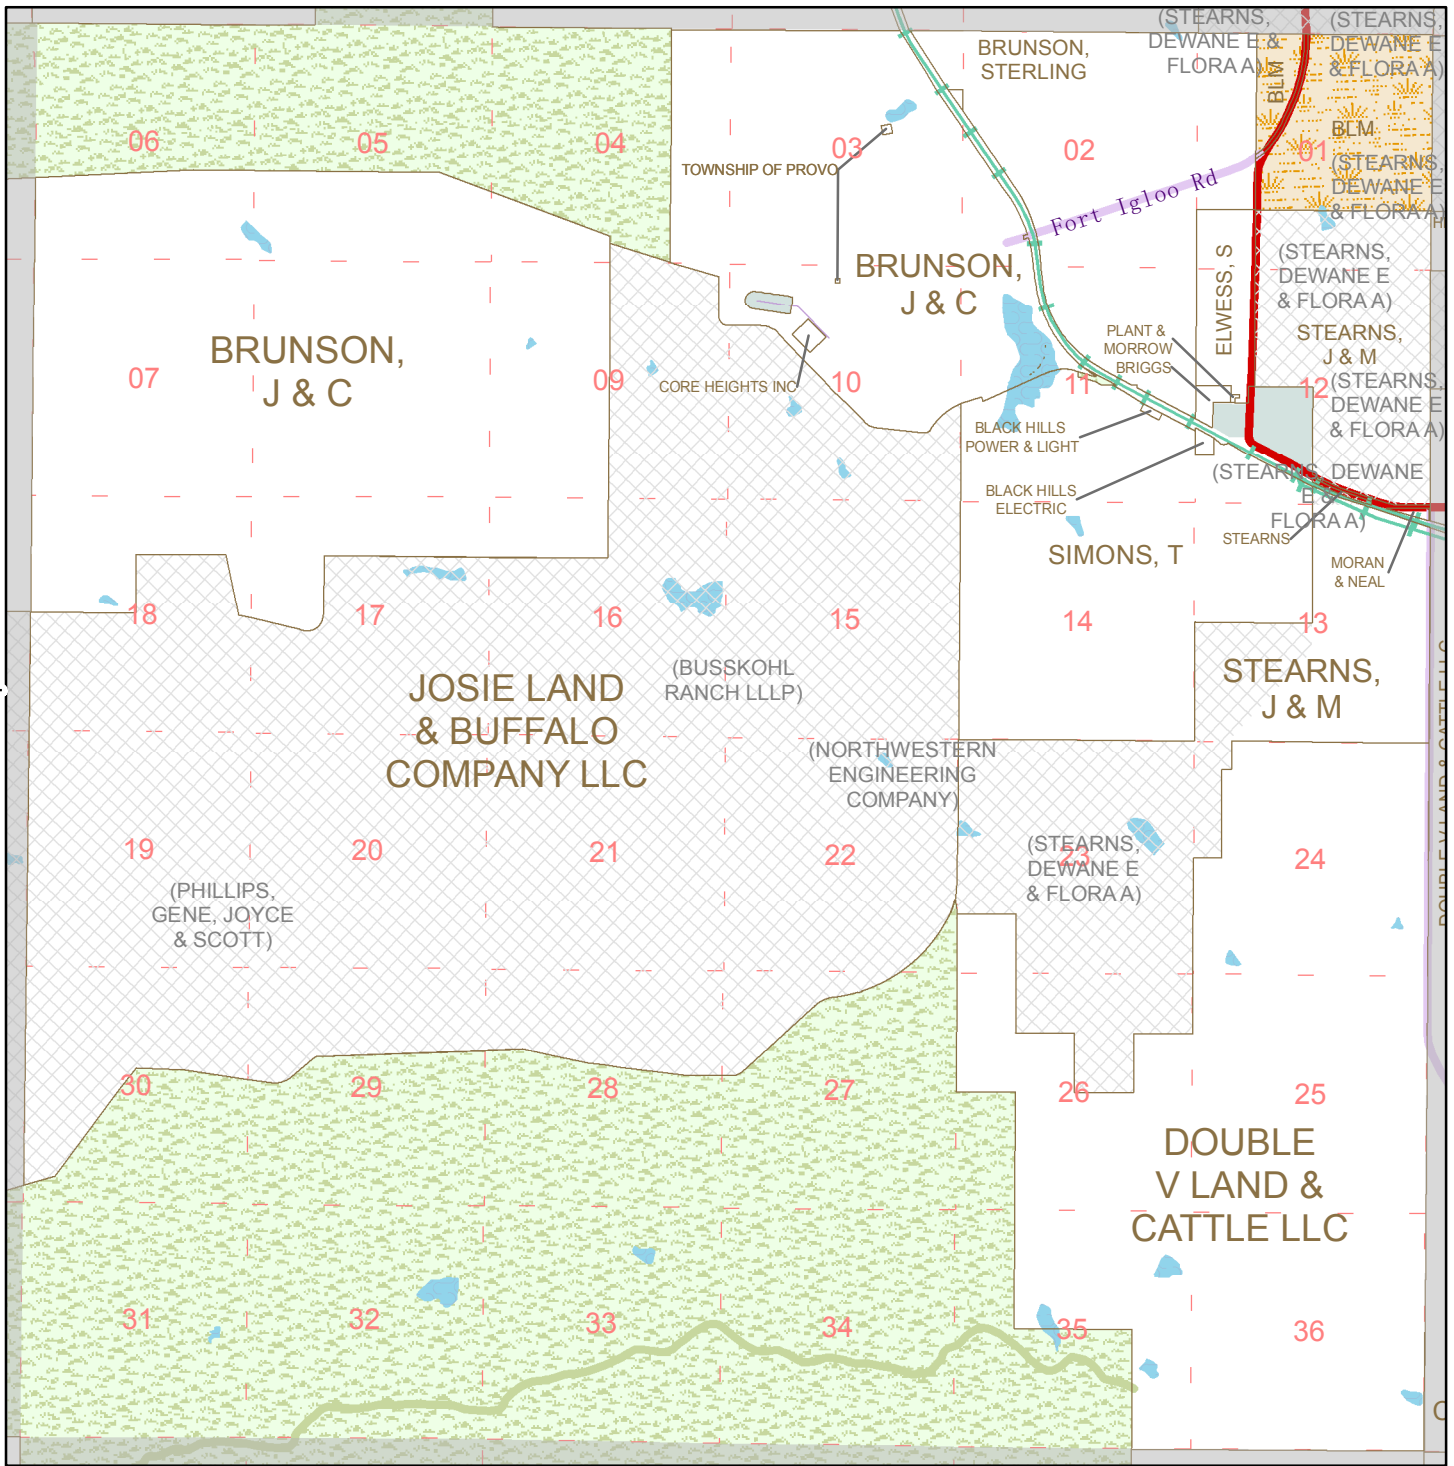 (STEARNS,
DEWANE E &
FLORA A)
(STEARNS,
DEWANE E
& FLORA A)
BRUNSON,
STERLING
BLM
BLM
06
05
04
03
02
01
TOWNSHIP OF PROVO
(STEARNS,
DEWANE E
& FLORA A)
Fort Igloo Rd
BRUNSON,
J & C
ELWESS, S
(STEARNS,
DEWANE E
& FLORA A)
BRUNSON,
J & C
PLANT &
MORROW
BRIGGS
STEARNS,
J & M
07
09
CORE HEIGHTS INC
10
11
12
(STEARNS,
DEWANE E
& FLORA A)
BLACK HILLS
POWER & LIGHT
BLACK HILLS
ELECTRIC
(STEARNS, DEWANE
E &
FLORA A)
STEARNS
SIMONS, T
MORAN
& NEAL
18
17
16
15
14
13
JOSIE LAND
& BUFFALO
COMPANY LLC
(BUSSKOHL
RANCH LLLP)
STEARNS,
J & M
(NORTHWESTERN
ENGINEERING
COMPANY)
DOUBLE V LAND & CATTLE LLC
19
20
21
22
23
24
(STEARNS,
DEWANE E
& FLORA A)
(PHILLIPS,
GENE, JOYCE
& SCOTT)
30
29
28
27
26
25
DOUBLE
V LAND &
CATTLE LLC
31
32
33
34
35
36